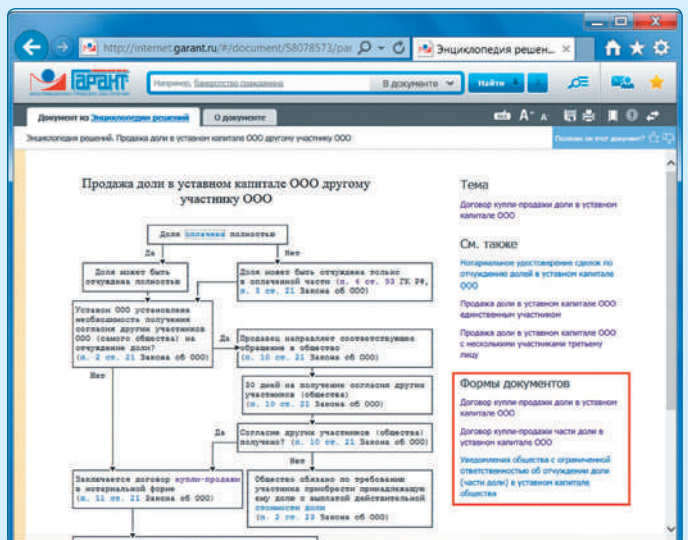 http://internet.garant.ru/#/document/58078573/par
Энциклопедия решен...
ГАРАНТ
Например, банкротство гражданина
В документе
Найти
Документ из Энциклопедии решений
О документе
Энциклопедия решений. Продажа доли в уставном капитале ООО другому участнику ООО
Полезен ли этот документ?
Продажа доли в уставном капитале ООО другому
участнику ООО
Доля оплачена полностью
Да
Нет
Доля может быть
отчуждена полностью
Доля может быть отчуждена только
в оплаченной части (п. 4 ст. 93 ГК РФ,
п. 3 ст. 21 Закона об ООО)
Уставом ООО установлена
необходимость получения
согласия других участников
ООО (самого общества) на
отчуждение доли?
(п. 2 ст. 21 Закона об ООО)
Да
Продавец направляет соответствующее
обращение в общество
(п. 10 ст. 21 Закона об ООО)
Нет
30 дней на получение согласия других
участников (общества)
(п. 10 ст. 21 Закона об ООО)
Да
Согласие других участников (общества)
получено? (п. 10 ст. 21 Закона об ООО)
Нет
Заключается договор купли-продажи
в нотариальной форме
(п. 11 ст. 21 Закона об ООО)
Общество обязано по требованию
участника приобрести принадлежащую
ему долю с выплатой действительной
стоимости доли
(п. 2 ст. 23 Закона об ООО)
Тема
Договор купли-продажи доли в уставном
капитале ООО
См. также
Нотариальное удостоверение сделок по
отчуждению долей в уставном капитале
ООО
Продажа доли в уставном капитале ООО
единственным участником
Продажа доли в уставном капитале ООО
с несколькими участниками третьему
лицу
Формы документов
Договор купли-продажи доли в уставном
капитале ООО
Договор купли-продажи части доли в
уставном капитале ООО
Уведомления общества с ограниченной
ответственностью об отчуждении доли
(части доли) в уставном капитале
общества